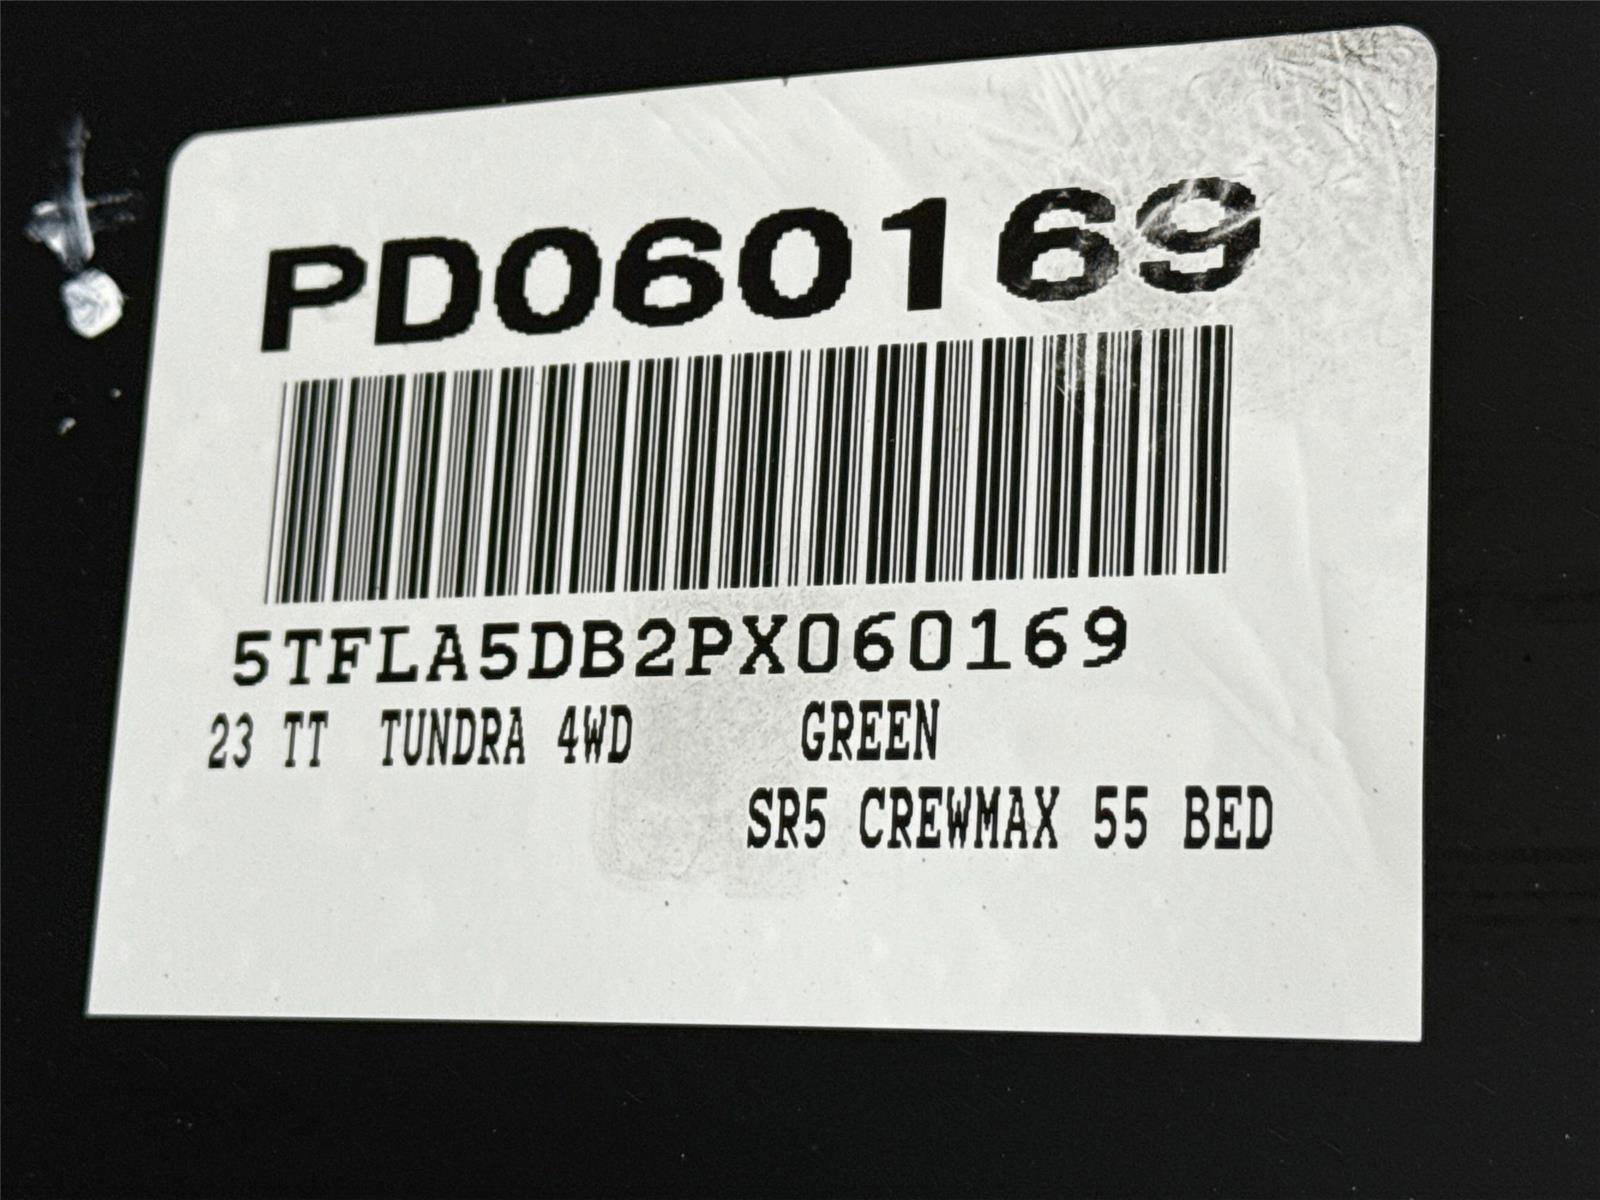 PD060169
5TFLA5DB2PX060169
23 TT TUNDRA 4WD GREEN
SR5 CREWMAX 55 BED